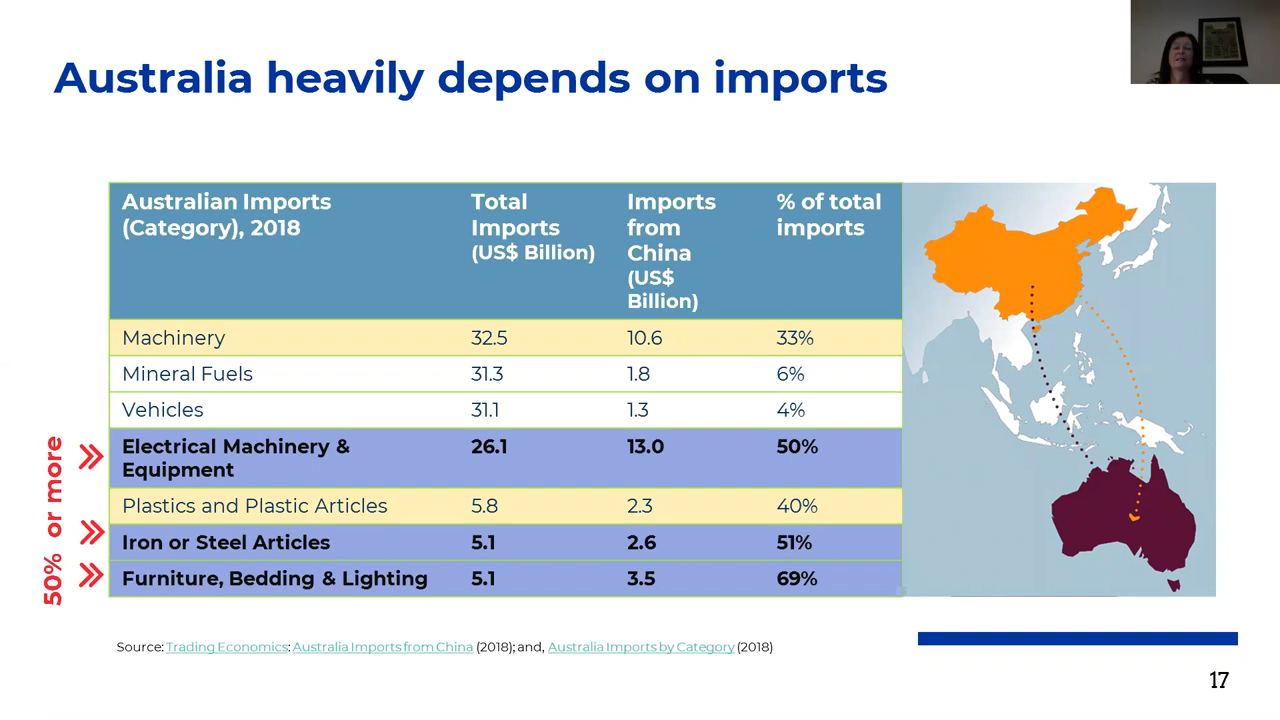 Australia heavily depends on imports
Australian Imports
(Category), 2018
Total
Imports
(US$ Billion)
Imports
from
China
(US$
Billion)
% of total
imports
Machinery 32.5 10.6 33%
Mineral Fuels 31.3 1.8 6%
Vehicles 31.1 1.3 4%
Electrical Machinery &
Equipment
26.1 13.0 50%
Plastics and Plastic Articles 5.8 2.3 40%
Iron or Steel Articles 5.1 2.6 51%
Furniture, Bedding & Lighting 5.1 3.5 69%
50% or more
Source: Trading Economics: Australia Imports from China (2018); and, Australia Imports by Category (2018)
17